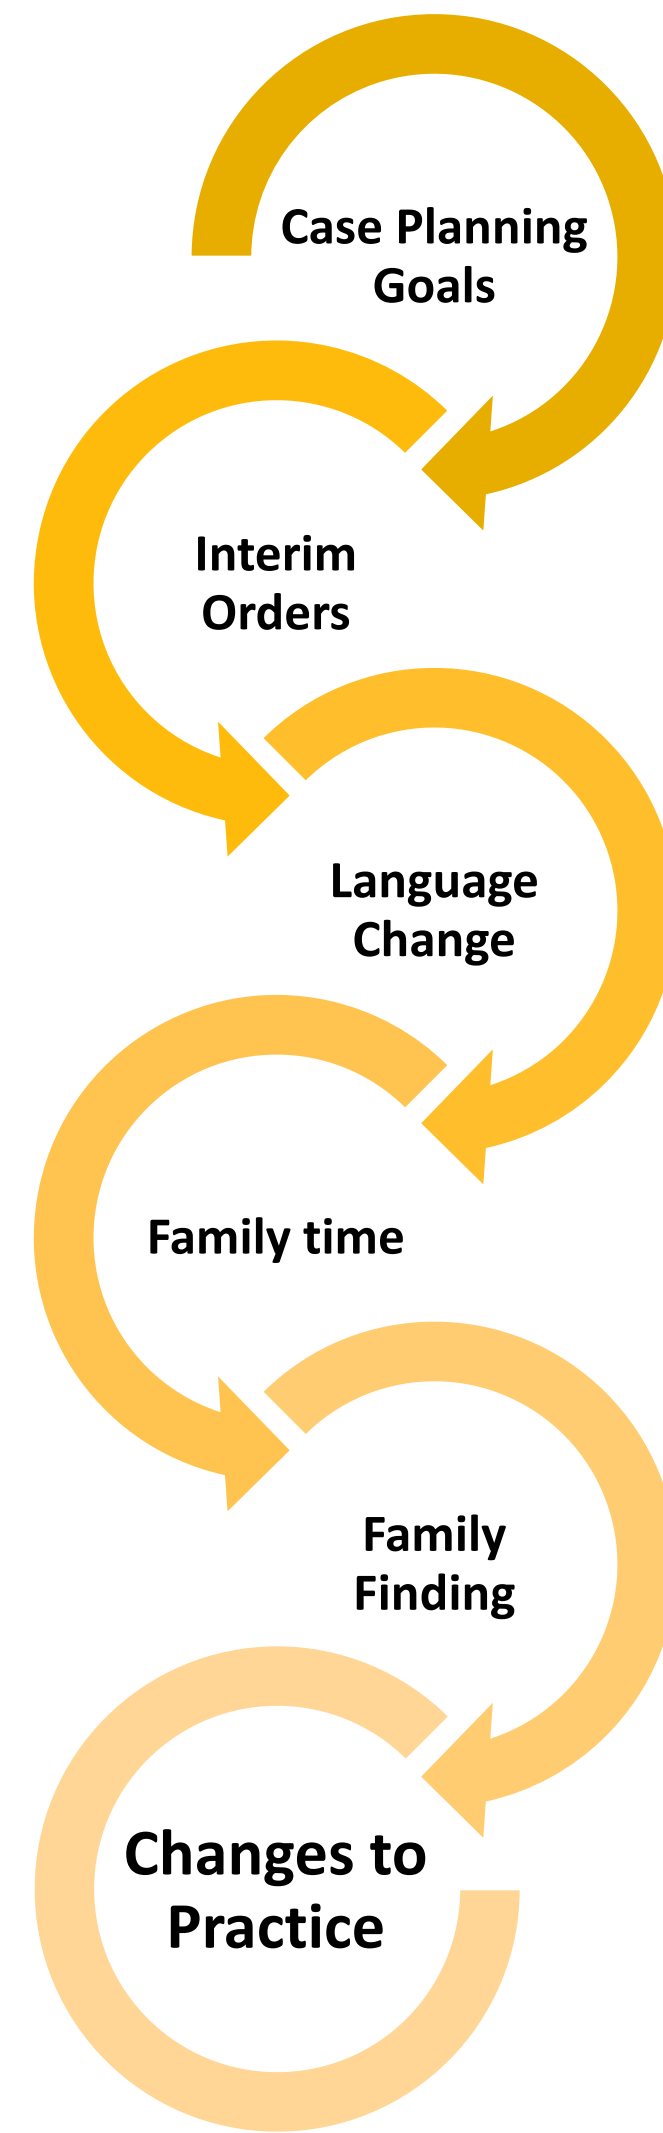 Case Planning
Goals
Interim
Orders
Language
Change
Family time
Family
Finding
Changes to
Practice